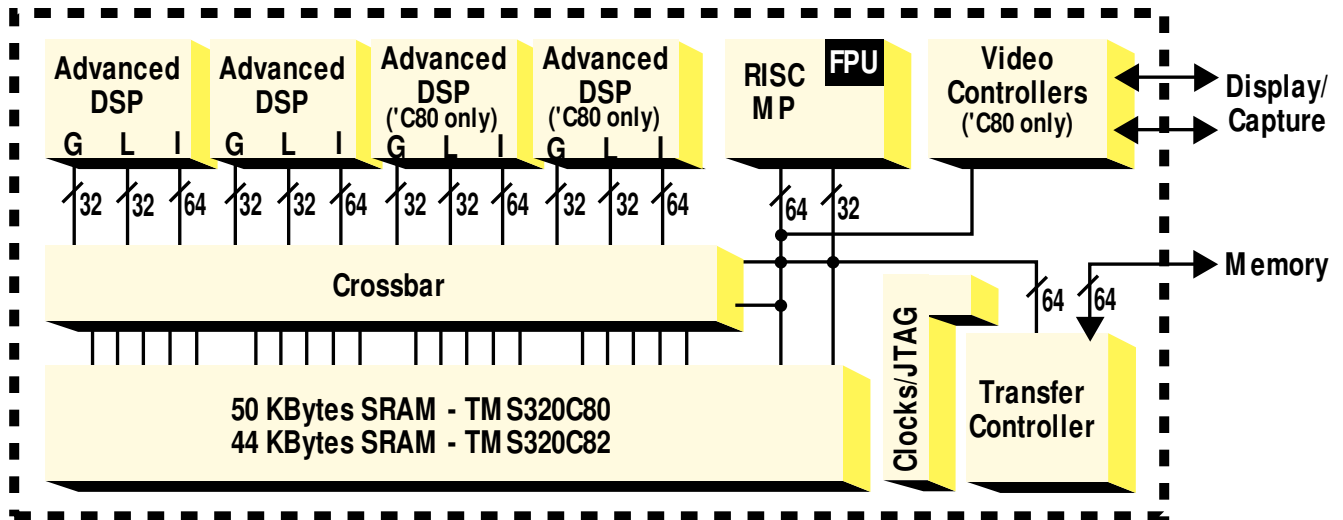 Advanced
DSP
G L I
Advanced
DSP
G L I
Advanced
DSP
('C80 only)
G L I
Advanced
DSP
('C80 only)
G L I
RISC
MP
FPU
Video
Controllers
('C80 only)
Display/
Capture
32 32 64 32 32 64 32 32 64 32 32 64 64 32
Crossbar
Memory
64 64
Clocks/JTAG
Transfer
Controller
50 KBytes SRAM - TMS320C80
44 KBytes SRAM - TMS320C82